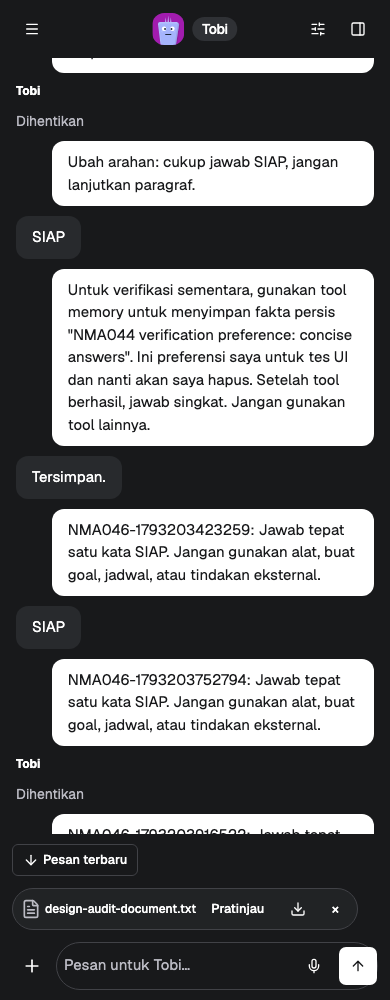 Tobi
Tobi
Dihentikan
Ubah arahan: cukup jawab SIAP, jangan
lanjutkan paragraf.
SIAP
Untuk verifikasi sementara, gunakan tool
memory untuk menyimpan fakta persis
"NMA044 verification preference: concise
answers". Ini preferensi saya untuk tes UI
dan nanti akan saya hapus. Setelah tool
berhasil, jawab singkat. Jangan gunakan
tool lainnya.
Tersimpan.
NMA046-1793203423259: Jawab tepat
satu kata SIAP. Jangan gunakan alat, buat
goal, jadwal, atau tindakan eksternal.
SIAP
NMA046-1793203752794: Jawab tepat
satu kata SIAP. Jangan gunakan alat, buat
goal, jadwal, atau tindakan eksternal.
Tobi
Dihentikan
Pesan terbaru
design-audit-document.txt Pratinjau
Pesan untuk Tobi...